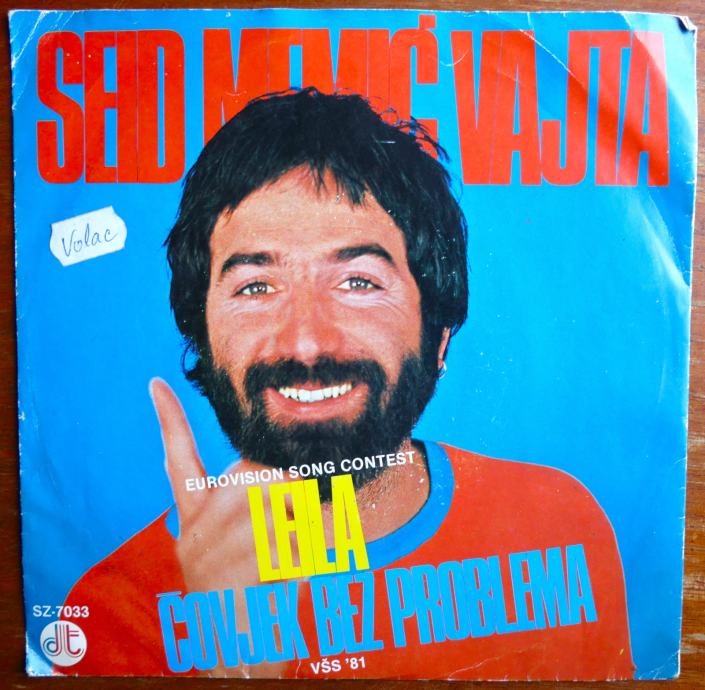 SEID MEMIĆ VAJTA
Volac
EUROVISION SONG CONTEST
LEILA
ČOVJEK BEZ PROBLEMA
VŠS '81
SZ-7033
dt